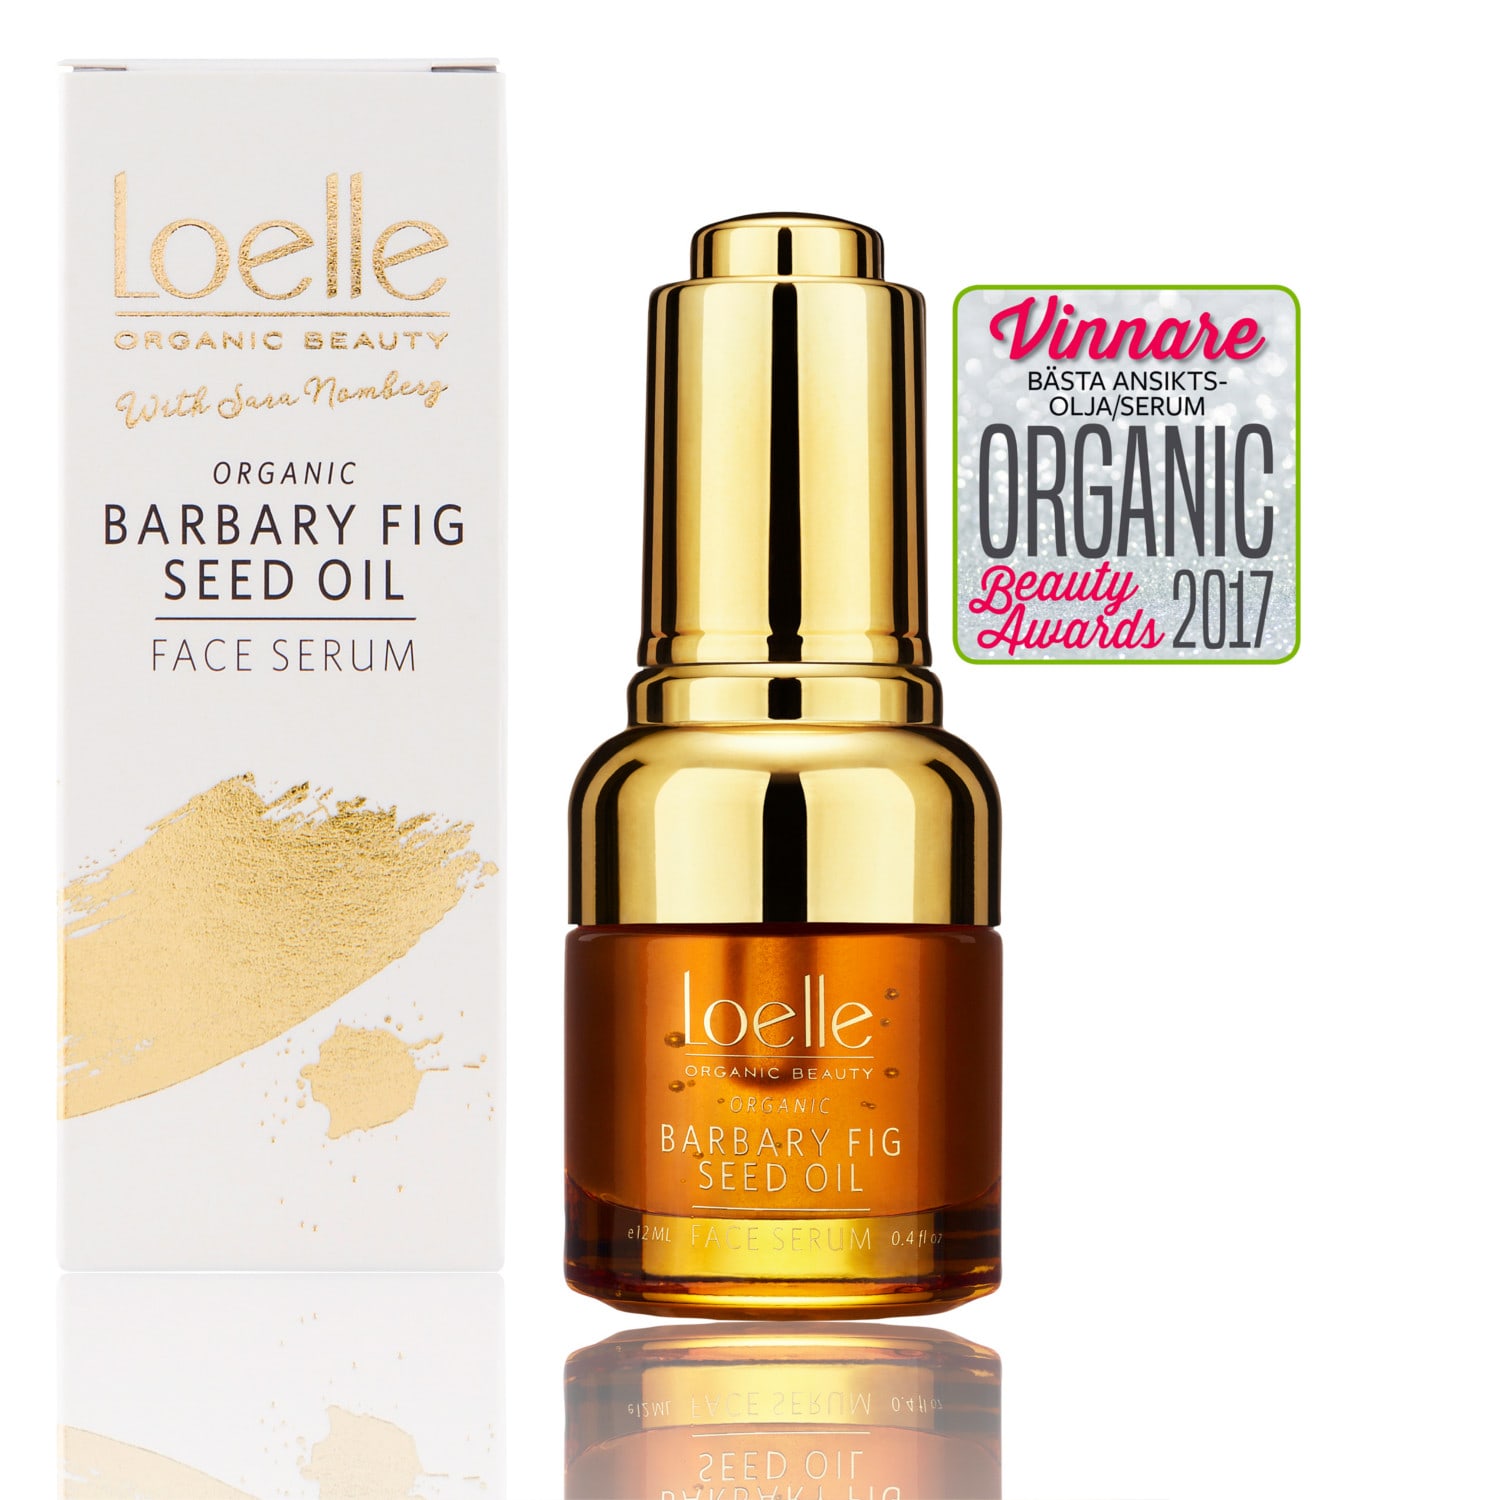 Loelle
ORGANIC BEAUTY
With Sara Nomberg
ORGANIC
BARBARY FIG
SEED OIL
FACE SERUM
Vinnare
BÄSTA ANSIKTS-
OLJA/SERUM
ORGANIC
Beauty
Awards 2017
Loelle
ORGANIC BEAUTY
ORGANIC
BARBARY FIG
SEED OIL
e12ML FACE SERUM 0.4 fl oz